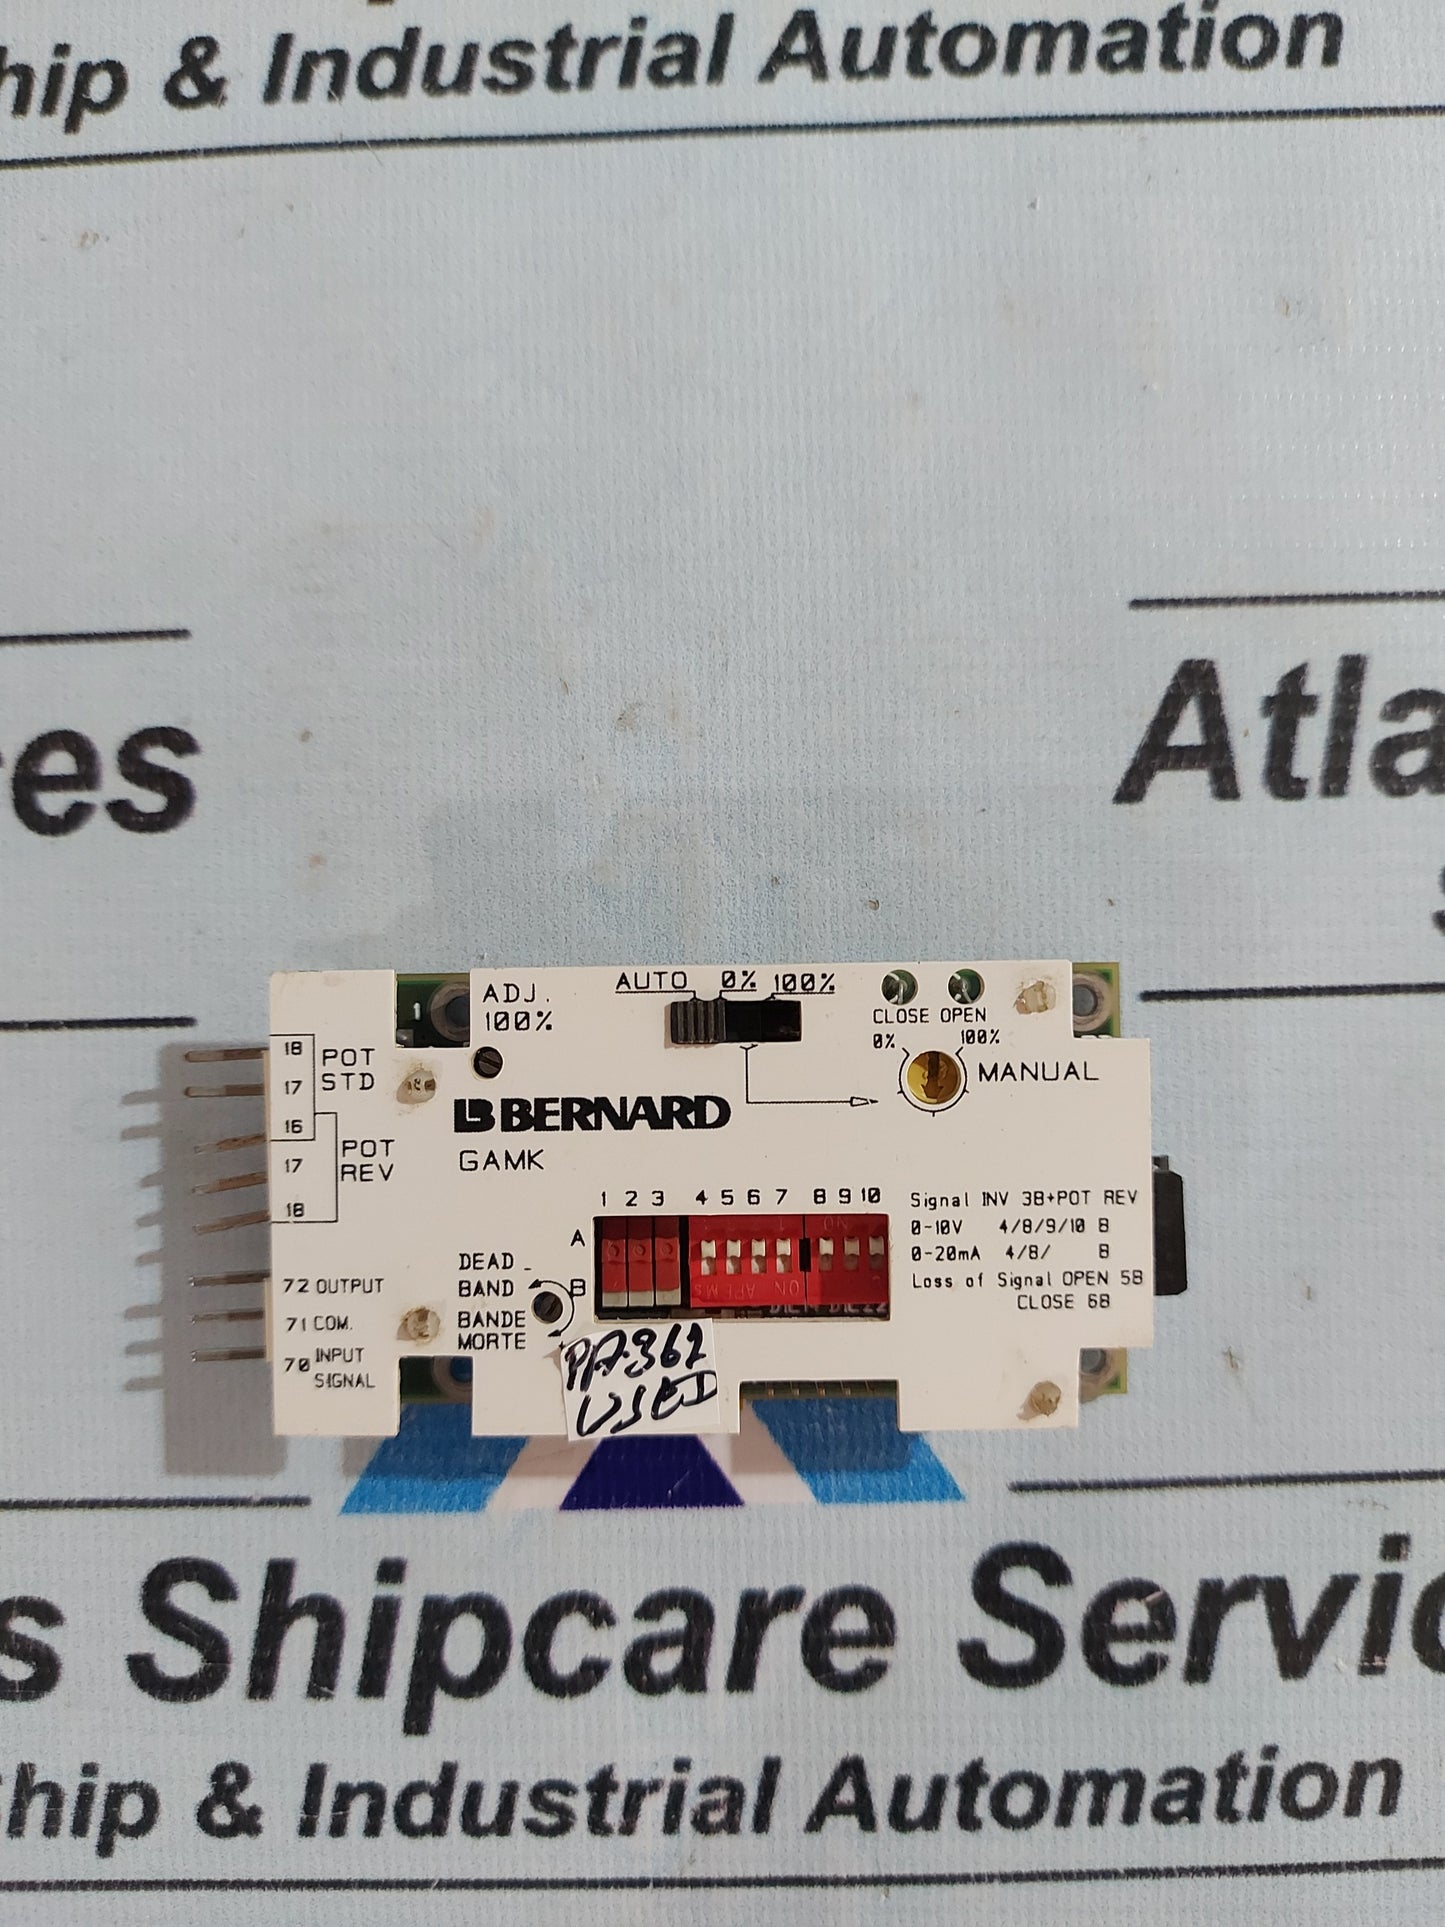 hip & Industrial Automation
res
Atla
ADJ.
100%
AUTO 0% 100%
CLOSE OPEN
0% 100%
MANUAL
18
17
16
17
18
POT
STD
POT
REV
BERNARD
GAMK
1 2 3 4 5 6 7 8 9 10
A
B
DEAD
BAND
BANDE
MORTE
- +
72 OUTPUT
71 COM.
70 INPUT
SIGNAL
Signal INV 3B+POT REV
0-10V 4/8/9/10 B
0-20mA 4/8/ B
Loss of Signal OPEN 5B
CLOSE 6B
USED
s Shipcare Servic
hip & Industrial Automation